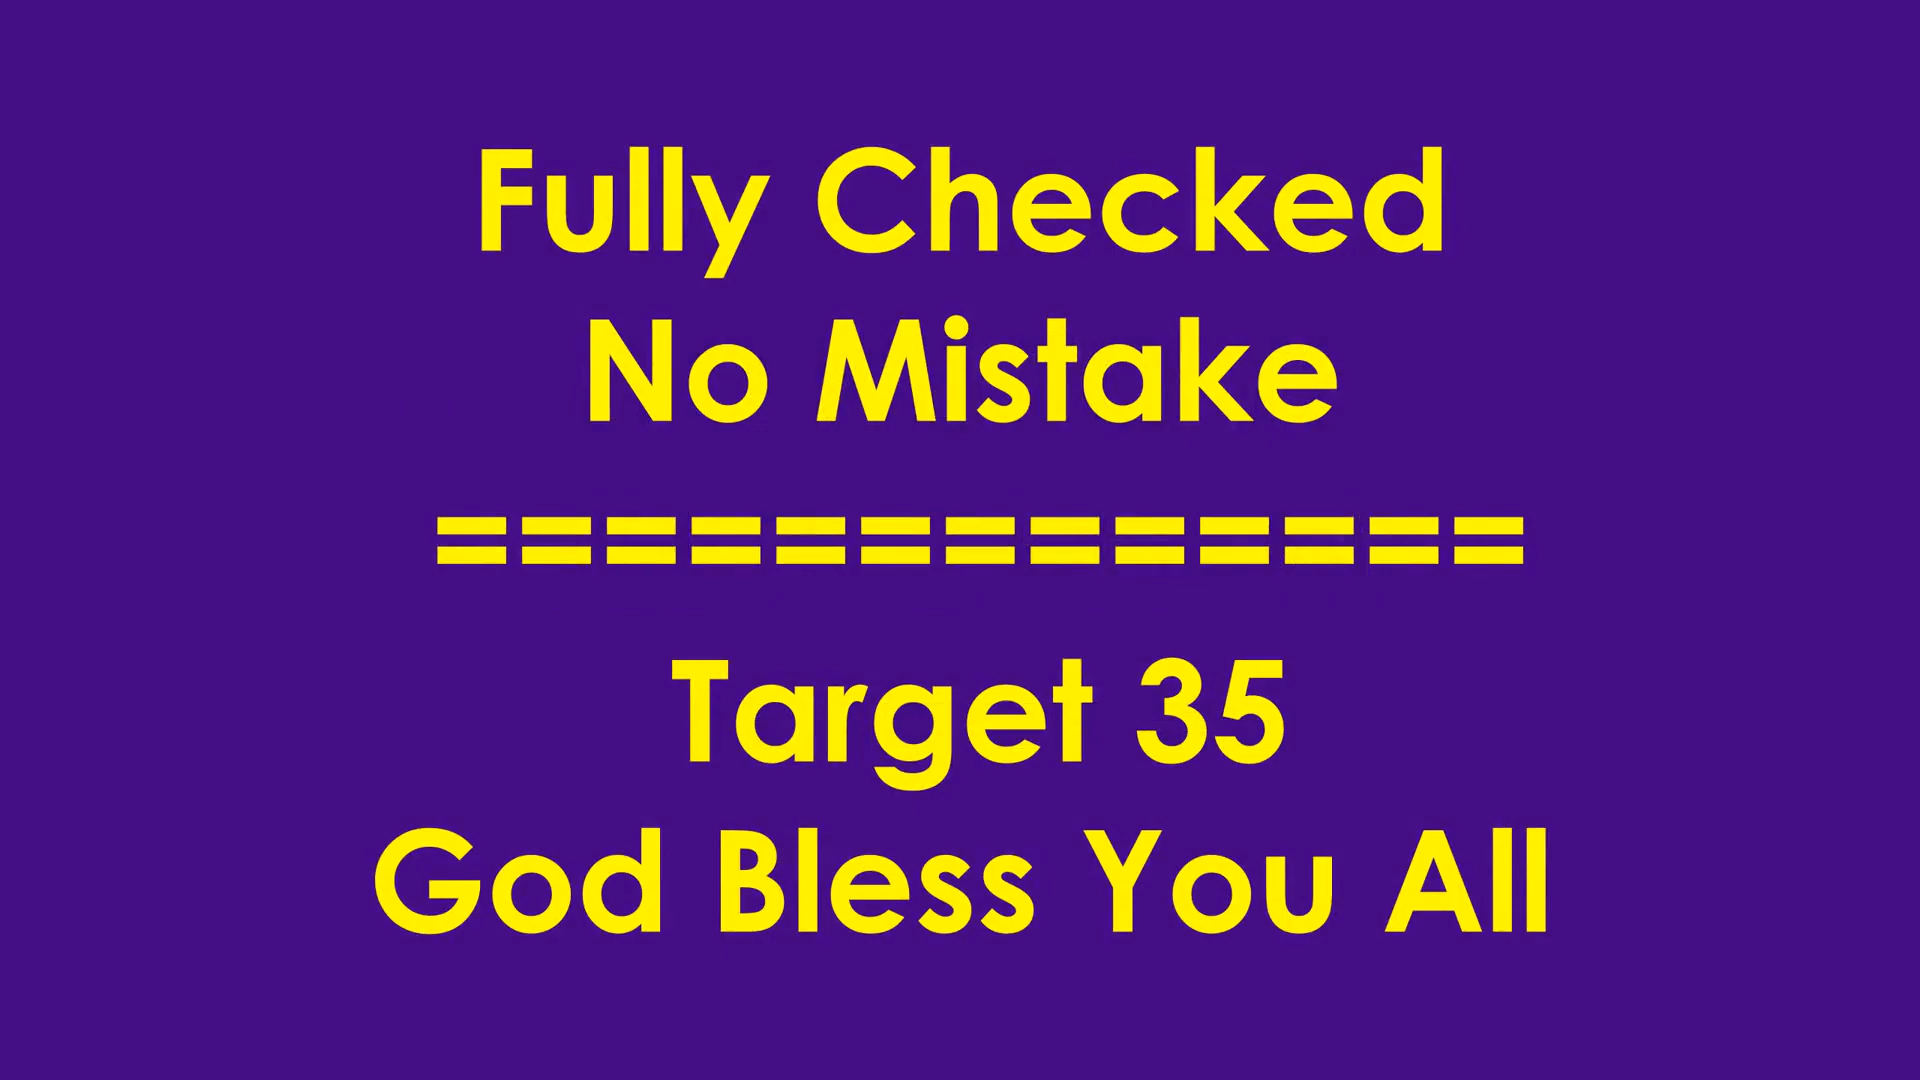 Fully Checked
No Mistake
=============
Target 35
God Bless You All